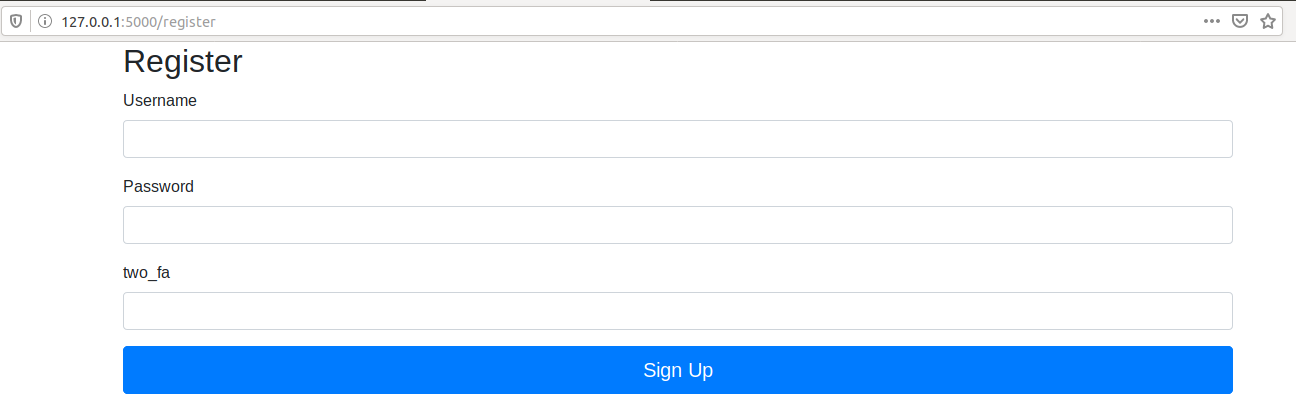 127.0.0.1:5000/register
Register
Username
Password
two_fa
Sign Up